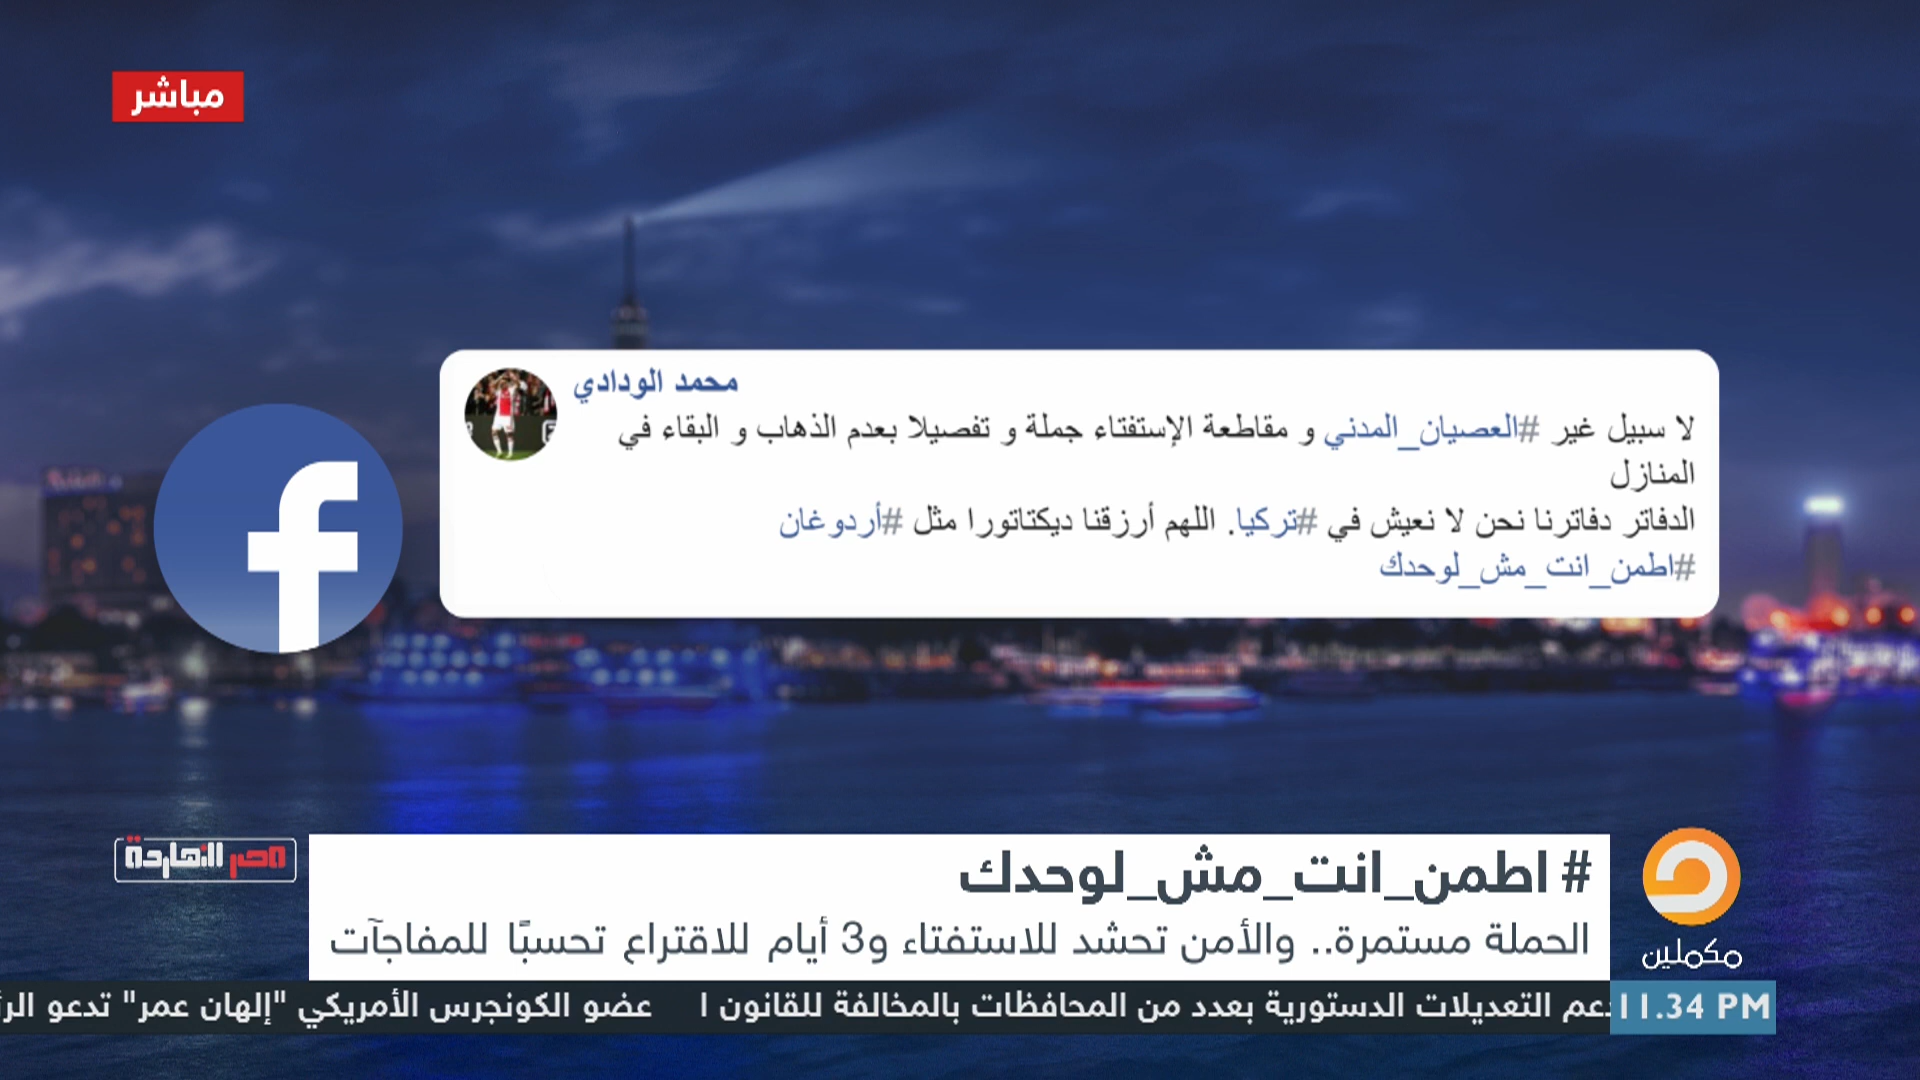 مباشر
محمد الودادي
لا سبيل غير #العصيان_المدني و مقاطعة الإستفتاء جملة و تفصيلا بعدم الذهاب و البقاء في
المنازل
الدفاتر دفاترنا نحن لا نعيش في #تركيا. اللهم أرزقنا ديكتاتورا مثل #أردوغان
#اطمن_انت_مش_لوحدك
مصر النهاردة
# اطمن_انت_مش_لوحدك
الحملة مستمرة.. والأمن تحشد للاستفتاء و3 أيام للاقتراع تحسبًا للمفاجآت
مكملين
11.34 PM
دعم التعديلات الدستورية بعدد من المحافظات بالمخالفة للقانون ا عضو الكونجرس الأمريكي "إلهان عمر" تدعو